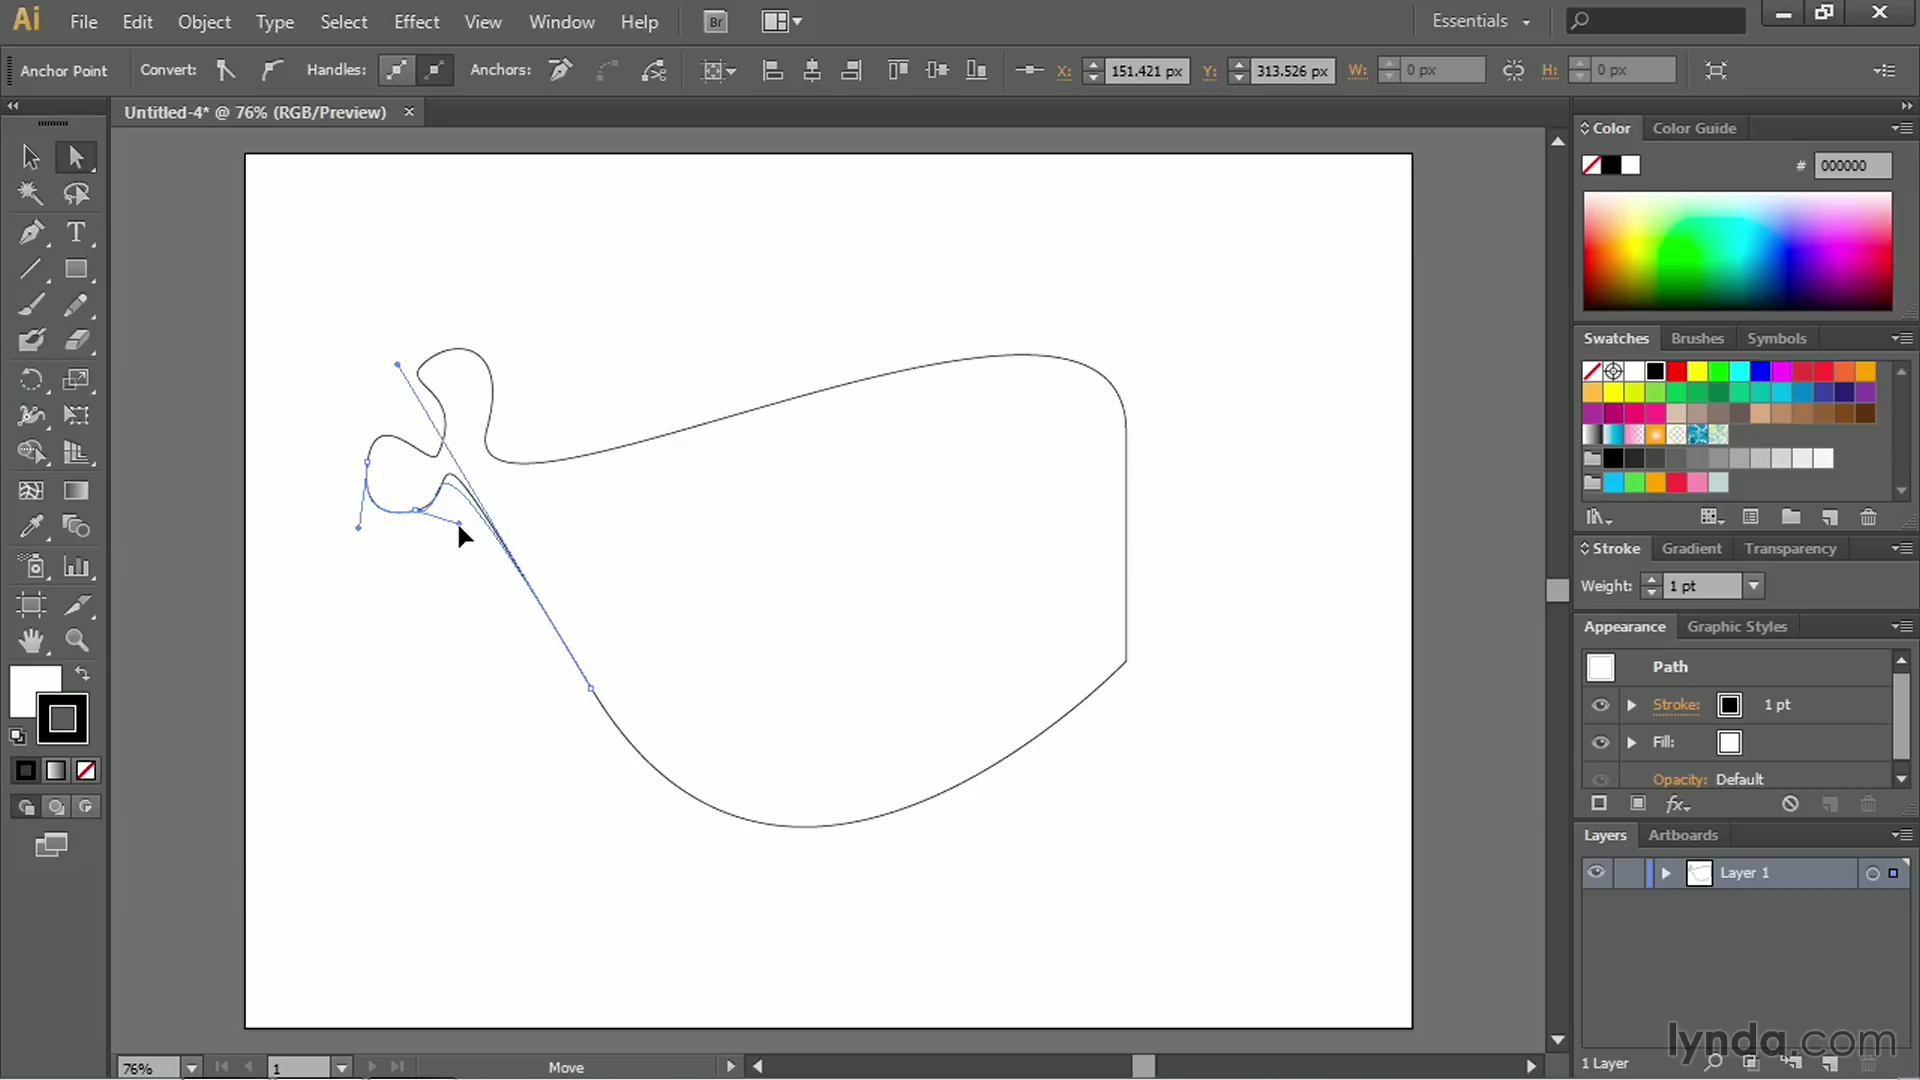 Ai File Edit Object Type Select Effect View Window Help Br Essentials
Anchor Point Convert: Handles: Anchors: X: 151.421 px Y: 313.526 px W: 0 px H: 0 px
Untitled-4* @ 76% (RGB/Preview) ×
Color Color Guide
# 000000
Swatches Brushes Symbols
Stroke Gradient Transparency
Weight: 1 pt
Appearance Graphic Styles
Path
Stroke: 1 pt
Fill:
Opacity: Default
fx
Layers Artboards
Layer 1
lynda.com
1 Layer
76% 1 Move